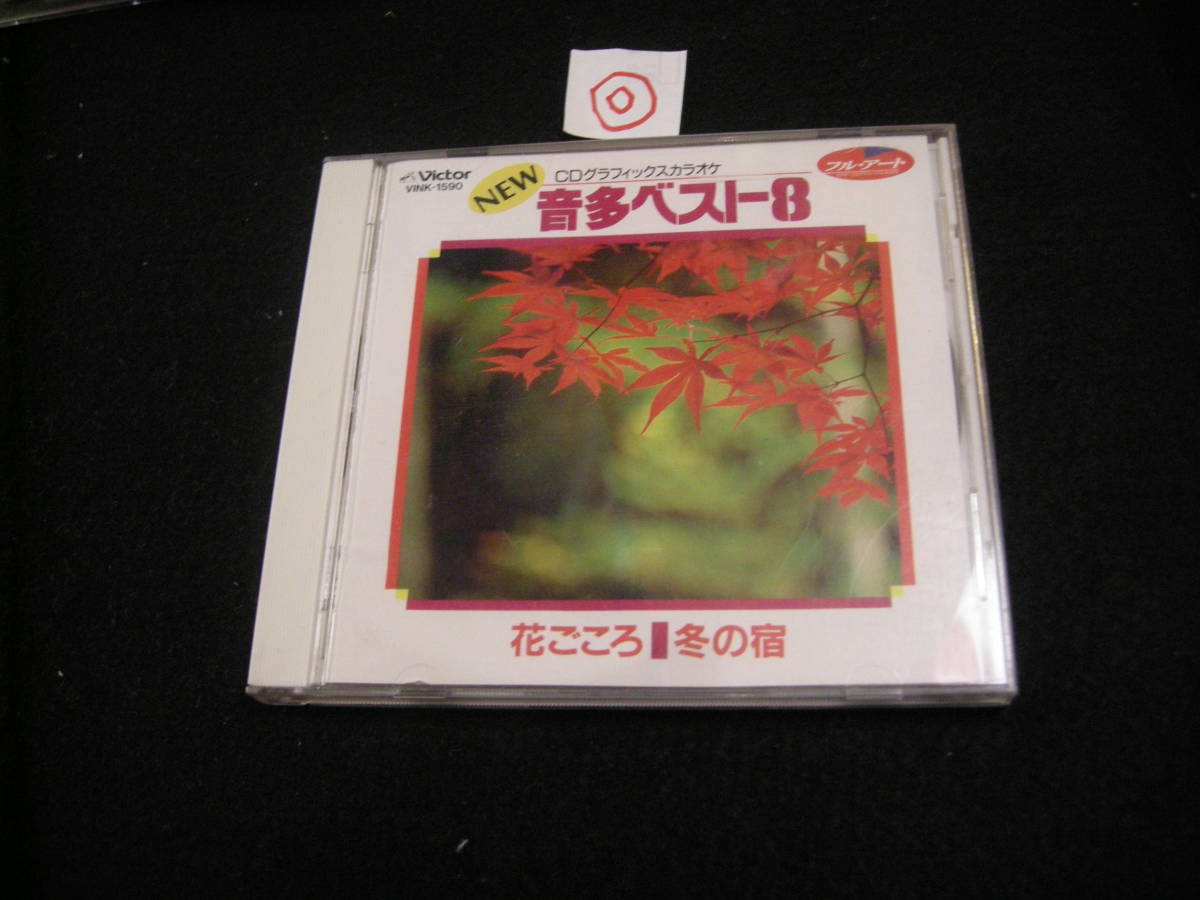 Victor
VINK-1590
NEW
CDグラフィックスカラオケ
音多ベスト8
フル・アート
花ごころ 冬の宿